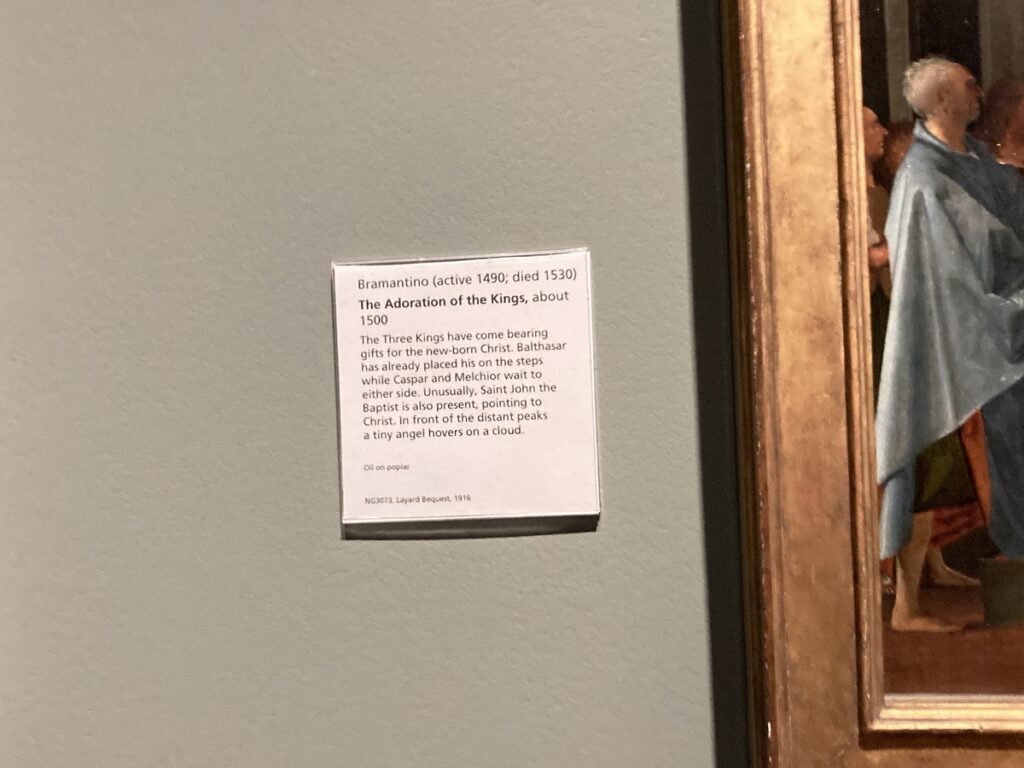 Bramantino (active 1490; died 1530)
The Adoration of the Kings, about
1500
The Three Kings have come bearing
gifts for the new-born Christ. Balthasar
has already placed his on the steps
while Caspar and Melchior wait to
either side. Unusually, Saint John the
Baptist is also present, pointing to
Christ. In front of the distant peaks
a tiny angel hovers on a cloud.
Oil on poplar
NG3073. Layard Bequest, 1916